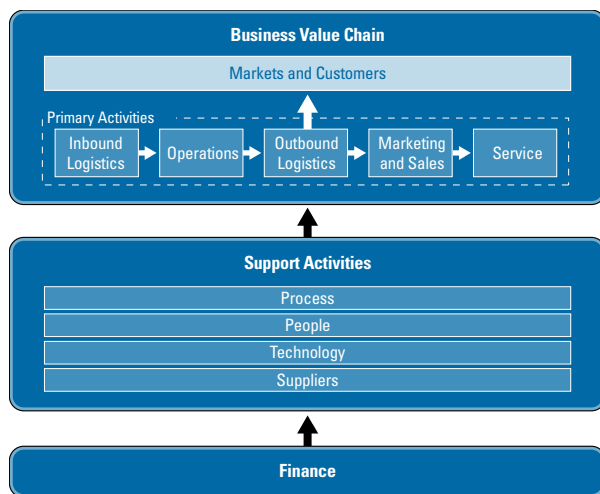 Business Value Chain
Markets and Customers
Primary Activities
Inbound
Logistics
Operations
Outbound
Logistics
Marketing
and Sales
Service
Support Activities
Process
People
Technology
Suppliers
Finance